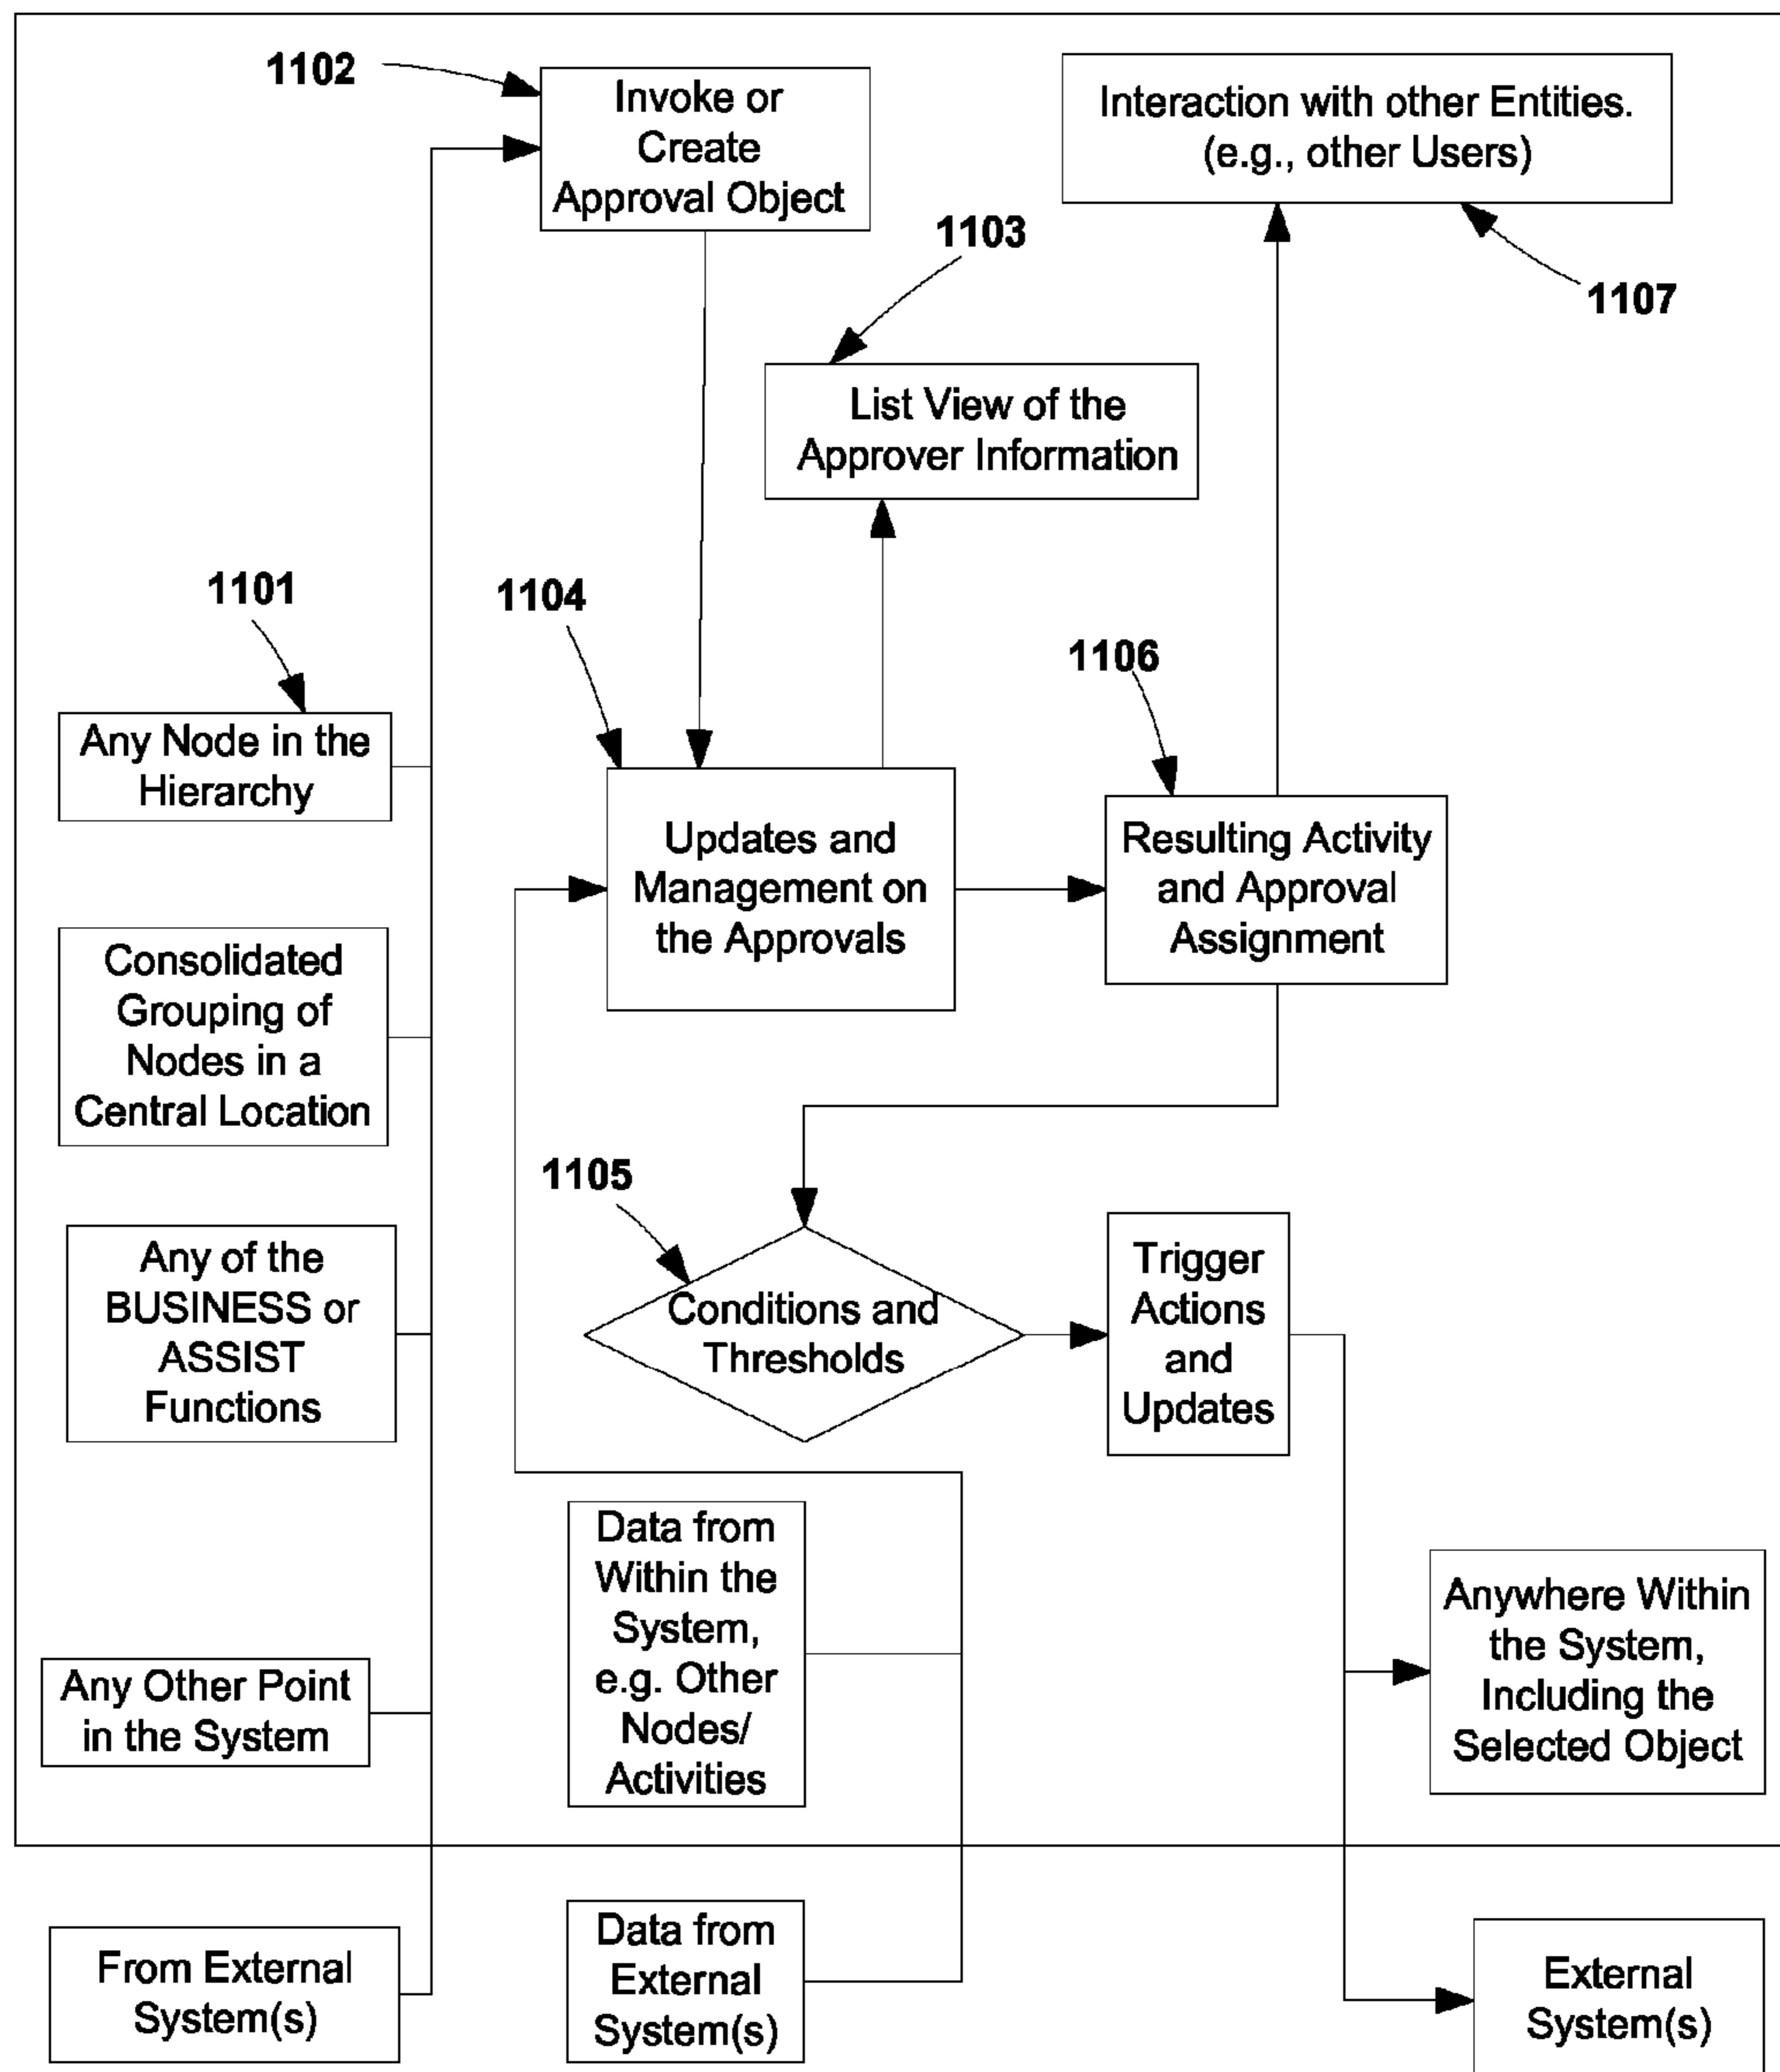 1102
Invoke or
Create
Approval Object
Interaction with other Entities.
(e.g., other Users)
1103
1107
List View of the
Approver Information
1101
1104
1106
Any Node in the
Hierarchy
Updates and
Management on
the Approvals
Resulting Activity
and Approval
Assignment
Consolidated
Grouping of
Nodes in a
Central Location
1105
Any of the
BUSINESS or
ASSIST
Functions
Conditions and
Thresholds
Trigger
Actions
and
Updates
Data from
Within the
System,
e.g. Other
Nodes/
Activities
Anywhere Within
the System,
Including the
Selected Object
Any Other Point
in the System
From External
System(s)
Data from
External
System(s)
External
System(s)